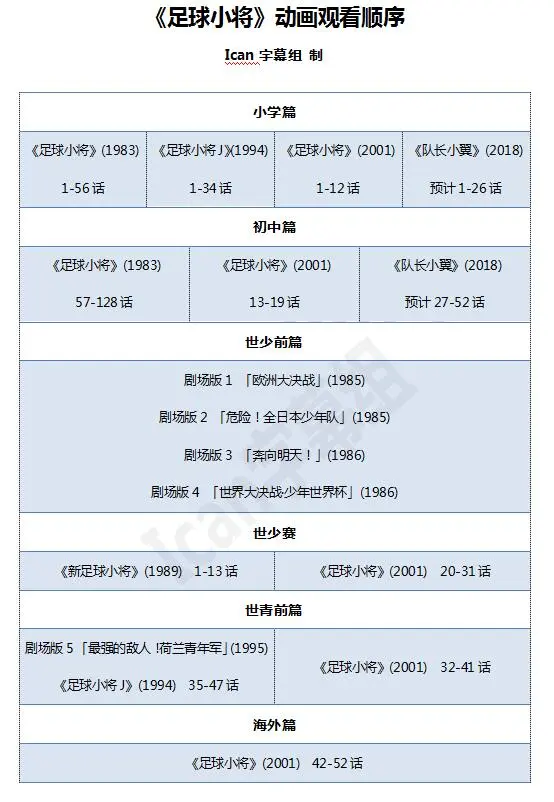 《足球小将》动画观看顺序
Ican 字幕组 制
小学篇
《足球小将》(1983) 《足球小将 J》(1994) 《足球小将》(2001) 《队长小翼》(2018)
1-56 话 1-34 话 1-12 话 预计 1-26 话
初中篇
《足球小将》(1983) 《足球小将》(2001) 《队长小翼》(2018)
57-128 话 13-19 话 预计 27-52 话
世少前篇
剧场版 1 「欧洲大决战」(1985)
剧场版 2 「危险！全日本少年队」(1985)
剧场版 3 「奔向明天！」(1986)
剧场版 4 「世界大决战·少年世界杯」(1986)
Ican字幕组
世少赛
《新足球小将》(1989) 1-13 话 《足球小将》(2001) 20-31 话
世青前篇
剧场版 5 「最强的敌人！荷兰青年军」(1995)
《足球小将 J》(1994) 35-47 话
《足球小将》(2001) 32-41 话
海外篇
《足球小将》(2001) 42-52 话